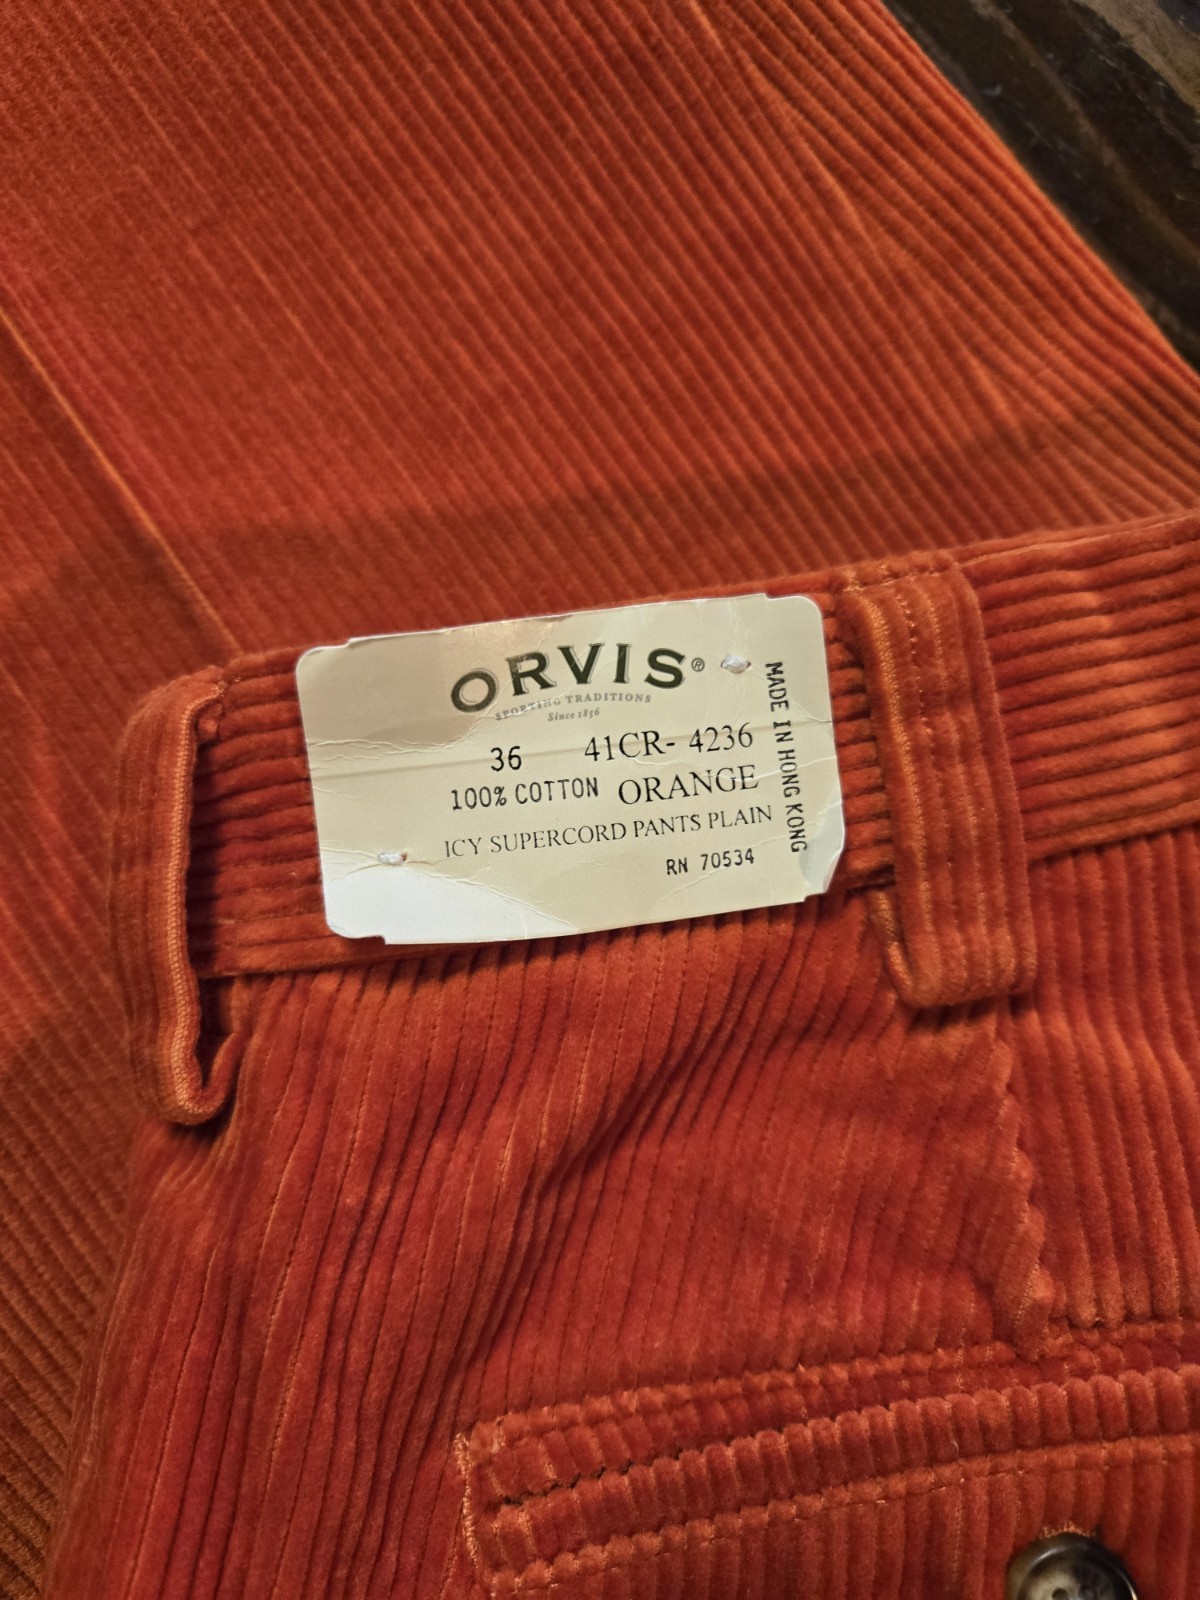 ORVIS®
SPORTING TRADITIONS
Since 1856
36 41CR- 4236
100% COTTON ORANGE
ICY SUPERCORD PANTS PLAIN
RN 70534
MADE IN HONG KONG